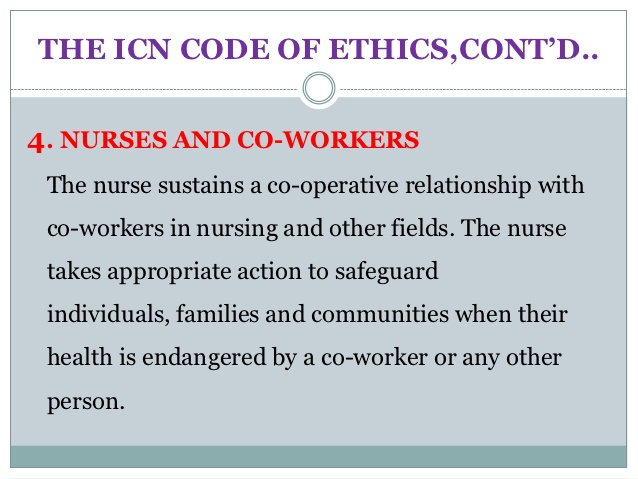 THE ICN CODE OF ETHICS,CONT’D..
4. NURSES AND CO-WORKERS
The nurse sustains a co-operative relationship with
co-workers in nursing and other fields. The nurse
takes appropriate action to safeguard
individuals, families and communities when their
health is endangered by a co-worker or any other
person.